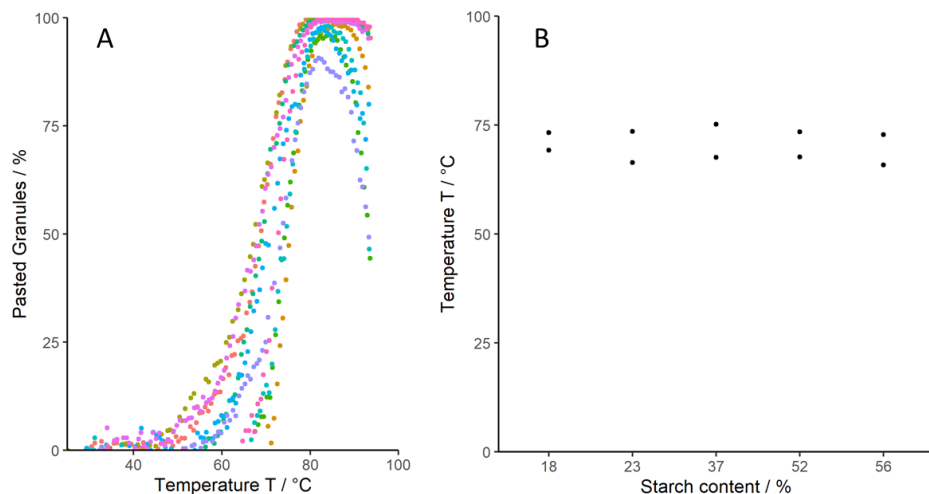 A
Pasted Granules / %
100
75
50
25
0
40 60 80 100
Temperature T / °C
B
Temperature T / °C
100
75
50
25
0
18 23 37 52 56
Starch content / %